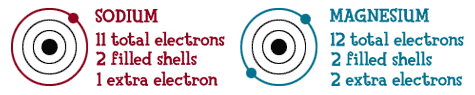 SODIUM
11 total electrons
2 filled shells
1 extra electron
MAGNESIUM
12 total electrons
2 filled shells
2 extra electrons